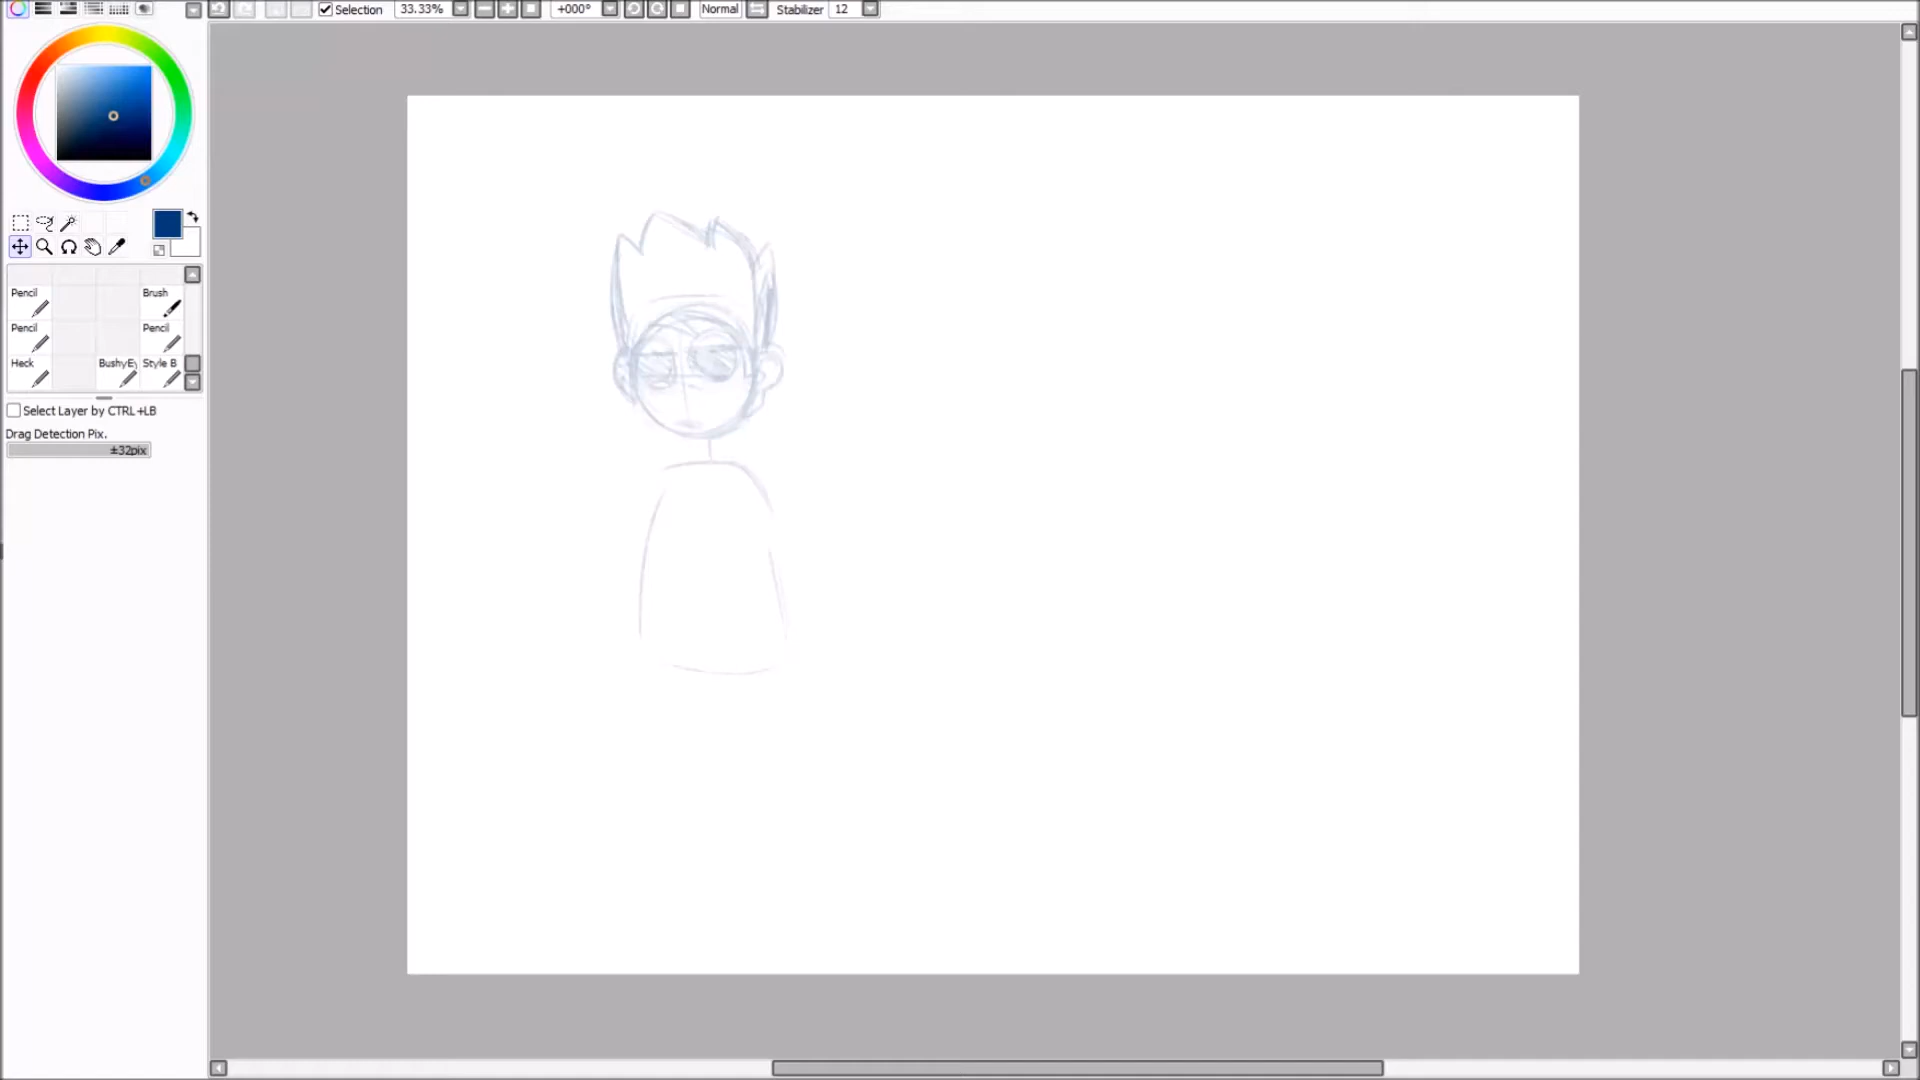 Selection 33.33% +000° Normal Stabilizer 12
Pencil Brush
Pencil Pencil
Heck BushyEy Style B
Select Layer by CTRL+LB
Drag Detection Pix.
±32pix